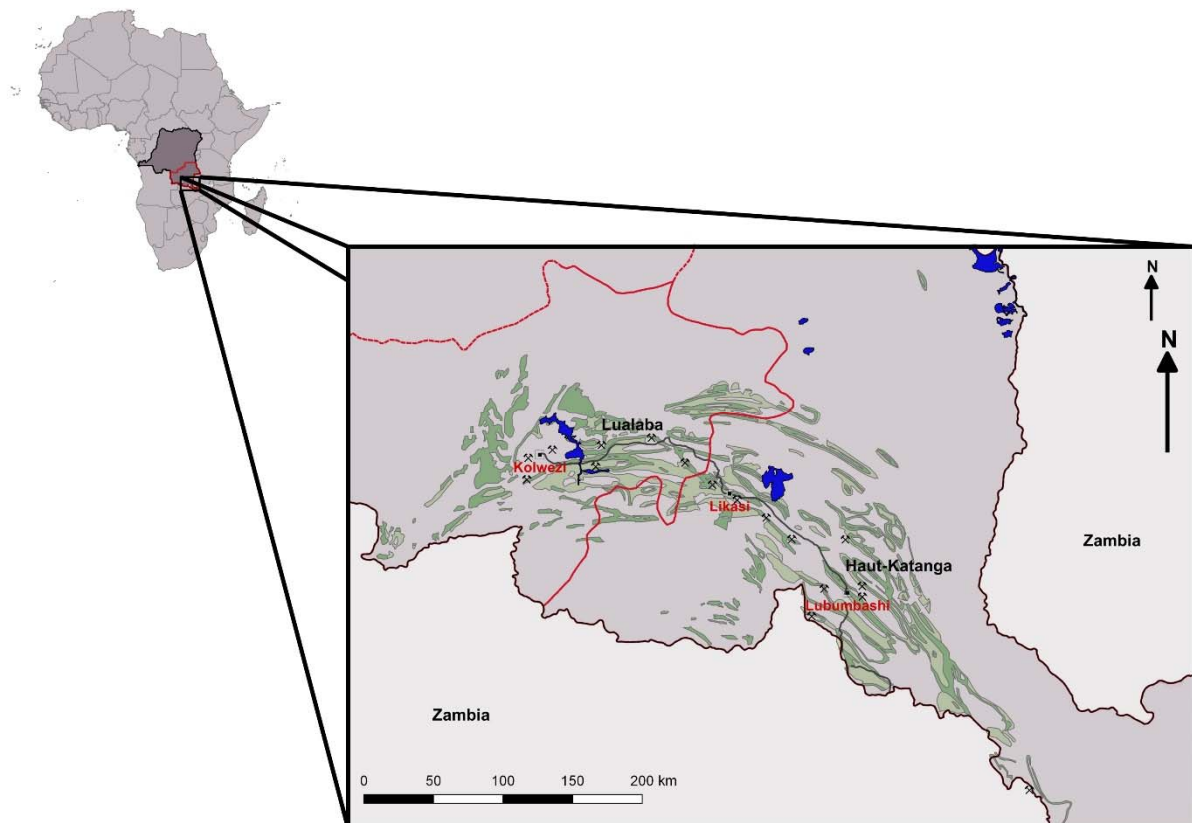 N
N
Lualaba
Kolwezi
Likasi
Zambia
Haut-Katanga
Lubumbashi
Zambia
0 50 100 150 200 km